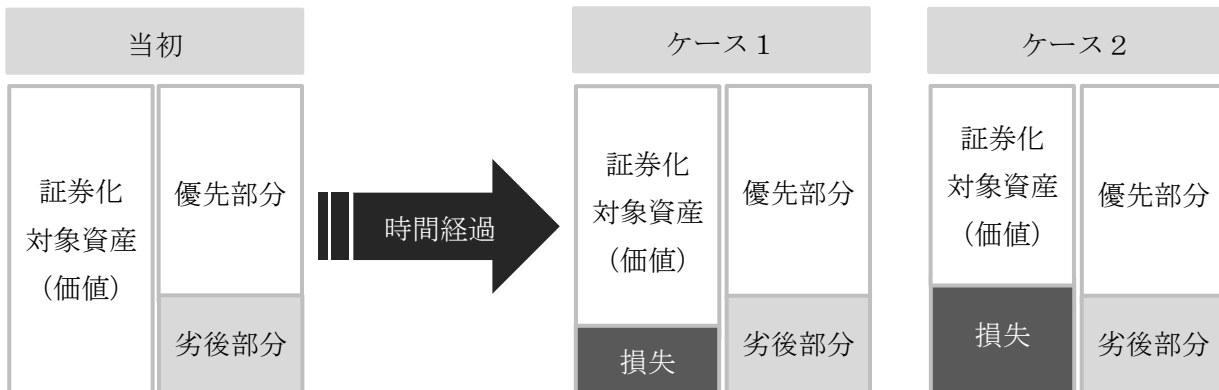 当初
証券化
対象資産
（価値）
優先部分
劣後部分
時間経過
ケース１
証券化
対象資産
（価値）
損失
優先部分
劣後部分
ケース２
証券化
対象資産
（価値）
損失
優先部分
劣後部分